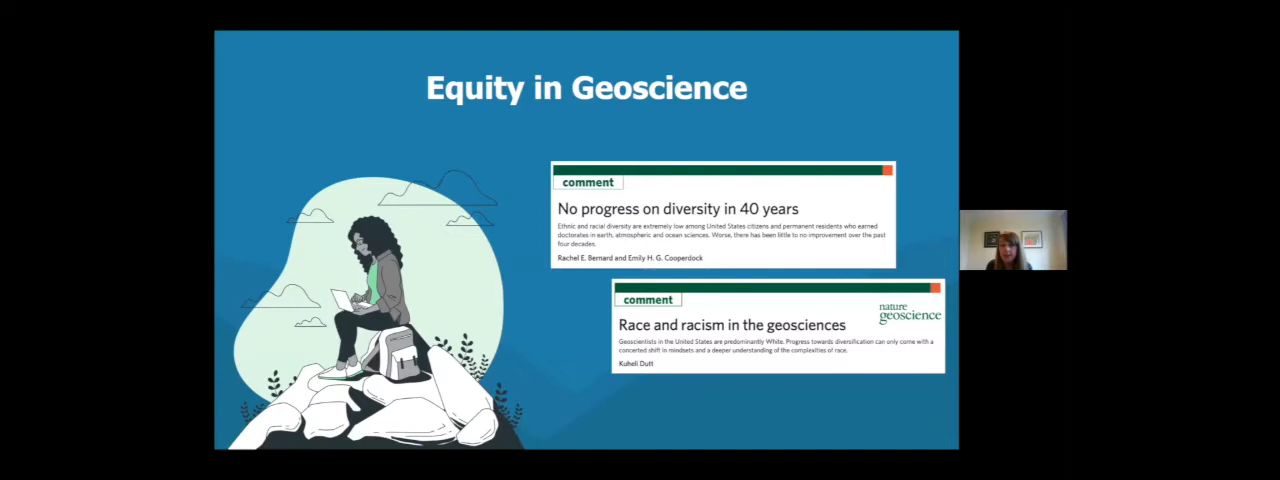 Equity in Geoscience
comment
No progress on diversity in 40 years
Ethnic and racial diversity are extremely low among United States citizens and permanent residents who earned
doctorates in earth, atmospheric and ocean sciences. Worse, there has been little to no improvement over the past
four decades.
Rachel E. Bernard and Emily H. G. Cooperdock
comment
nature
geoscience
Race and racism in the geosciences
Geoscientists in the United States are predominantly White. Progress towards diversification can only come with a
concerted shift in mindsets and a deeper understanding of the complexities of race.
Kuheli Dutt